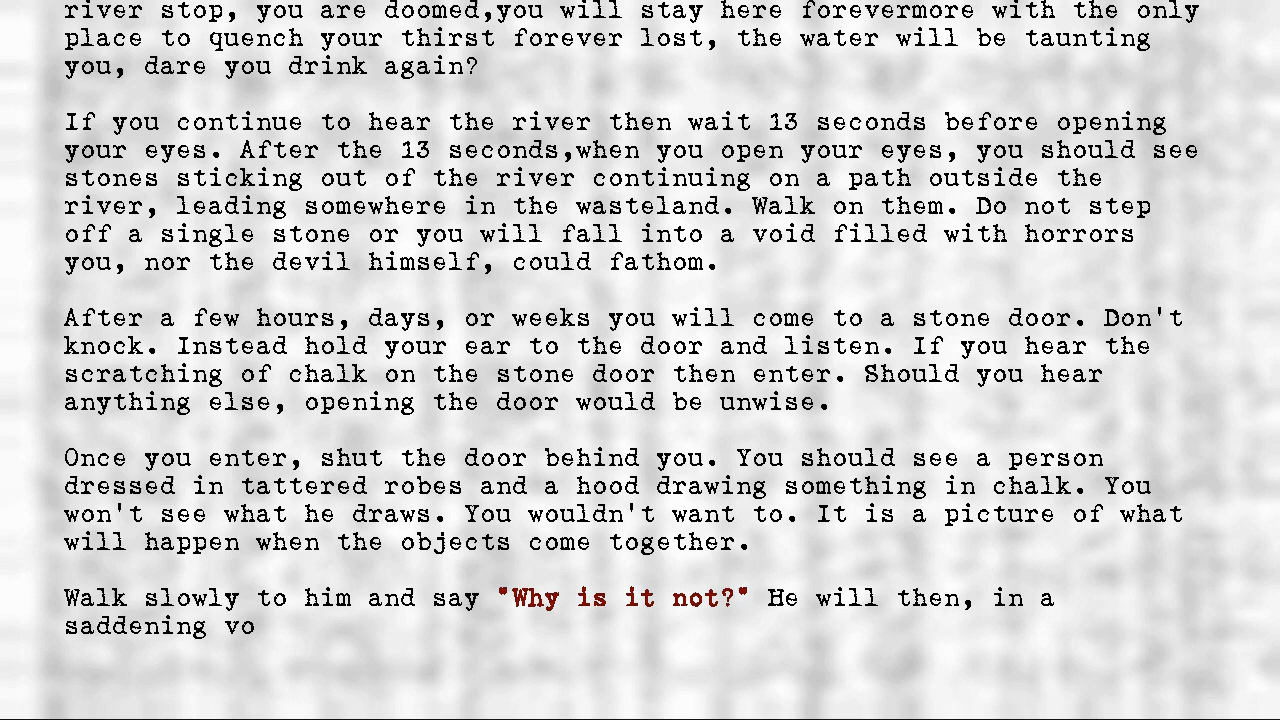 river stop, you are doomed,you will stay here forevermore with the only
place to quench your thirst forever lost, the water will be taunting
you, dare you drink again?
If you continue to hear the river then wait 13 seconds before opening
your eyes. After the 13 seconds,when you open your eyes, you should see
stones sticking out of the river continuing on a path outside the
river, leading somewhere in the wasteland. Walk on them. Do not step
off a single stone or you will fall into a void filled with horrors
you, nor the devil himself, could fathom.
After a few hours, days, or weeks you will come to a stone door. Don't
knock. Instead hold your ear to the door and listen. If you hear the
scratching of chalk on the stone door then enter. Should you hear
anything else, opening the door would be unwise.
Once you enter, shut the door behind you. You should see a person
dressed in tattered robes and a hood drawing something in chalk. You
won't see what he draws. You wouldn't want to. It is a picture of what
will happen when the objects come together.
Walk slowly to him and say "Why is it not?" He will then, in a
saddening vo